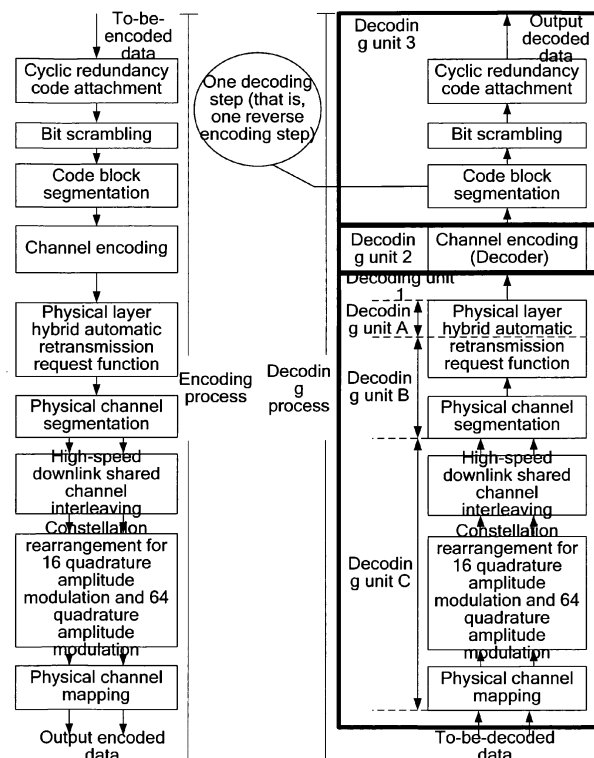 To-be-
encoded
data
Cyclic redundancy
code attachment
Bit scrambling
Code block
segmentation
Channel encoding
Physical layer
hybrid automatic
retransmission
request function
Physical channel
segmentation
High-speed
downlink shared
channel
interleaving
Constellation
rearrangement for
16 quadrature
amplitude
modulation and 64
quadrature
amplitude
modulation
Physical channel
mapping
Output encoded
data
Encoding
process
One decoding
step (that is,
one reverse
encoding step)
Decodin
g
process
Decodin
g unit 3
Output
decoded
data
Cyclic redundancy
code attachment
Bit scrambling
Code block
segmentation
Decodin
g unit 2
Channel encoding
(Decoder)
Decoding unit
1
Decodin
g unit A
Physical layer
hybrid automatic
retransmission
request function
Decodin
g unit B
Physical channel
segmentation
High-speed
downlink shared
channel
interleaving
Decodin
g unit C
Constellation
rearrangement for
16 quadrature
amplitude
modulation and 64
quadrature
amplitude
modulation
Physical channel
mapping
To-be-decoded
data